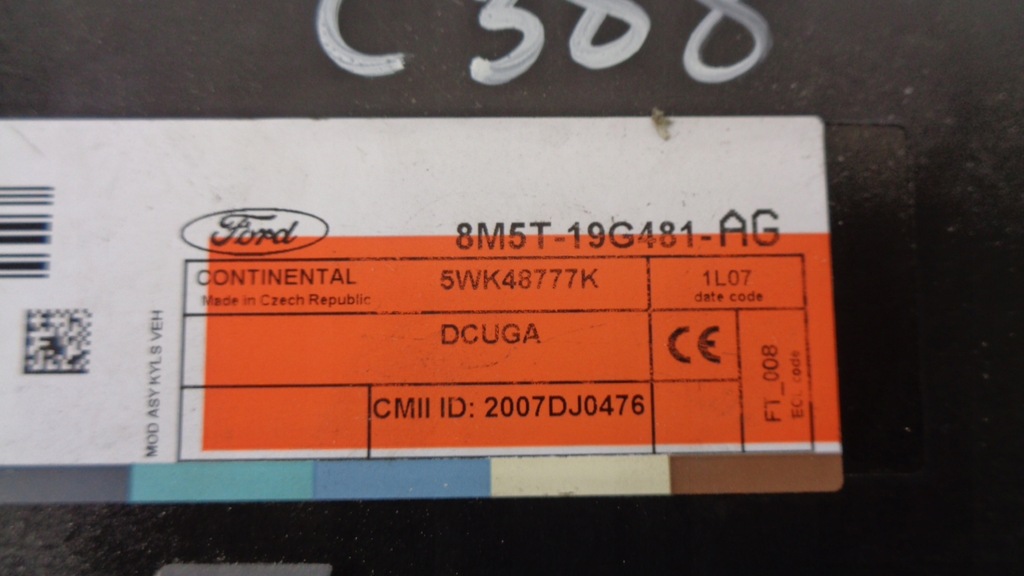 C388
Ford
8M5T-19G481-AG
CONTINENTAL
Made in Czech Republic
5WK48777K
1L07
date code
DCUGA
CE
CMII ID: 2007DJ0476
FT_008
ECL code
MOD ASY KYLS VEH